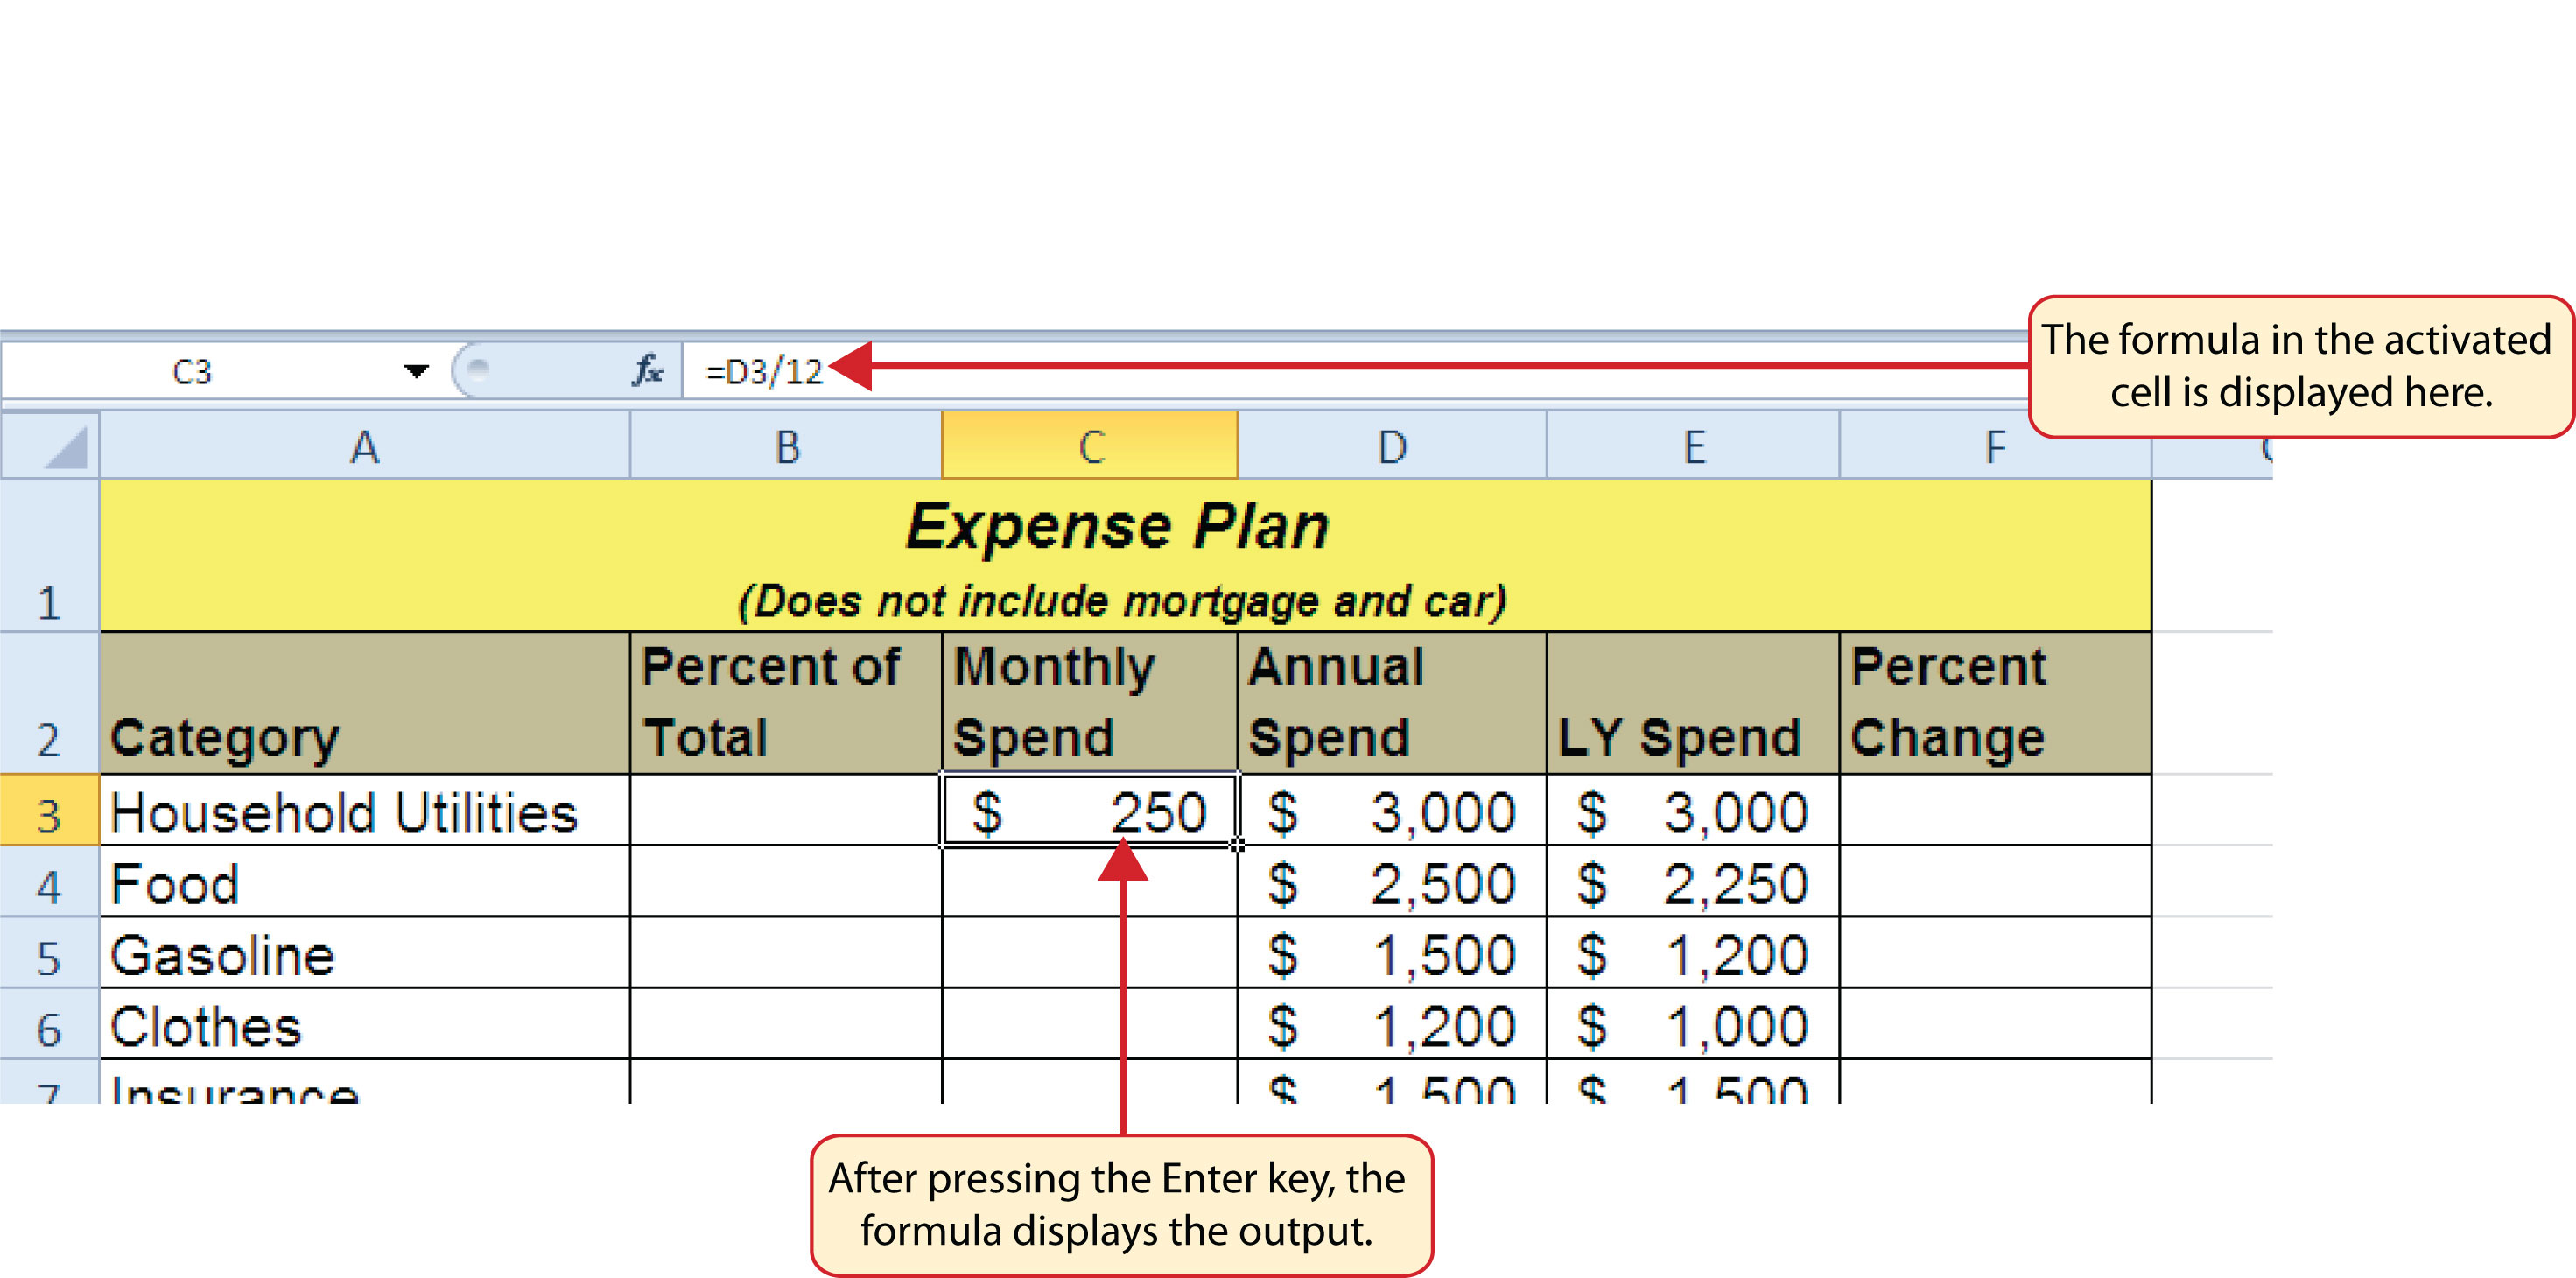 The formula in the activated
cell is displayed here.
C3 fx =D3/12
A B C D E F
1 Expense Plan
(Does not include mortgage and car)
2 Category Percent of Total Monthly Spend Annual Spend LY Spend Percent Change
3 Household Utilities $ 250 $ 3,000 $ 3,000
4 Food $ 2,500 $ 2,250
5 Gasoline $ 1,500 $ 1,200
6 Clothes $ 1,200 $ 1,000
7 Insurance $ 1,500 $ 1,500
After pressing the Enter key, the
formula displays the output.